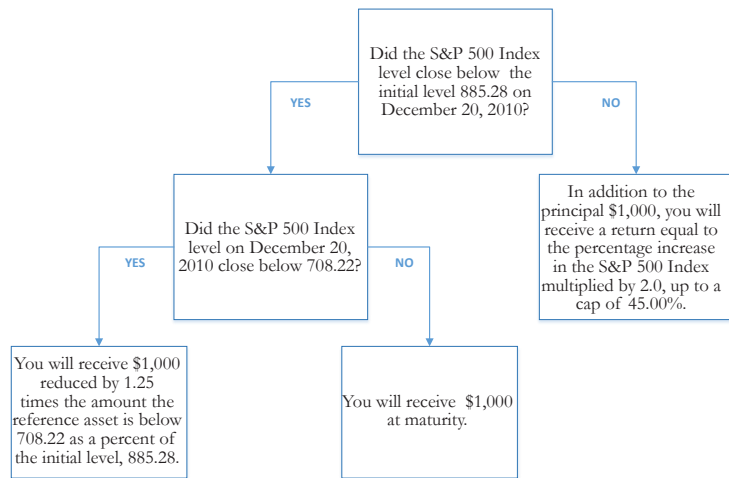 Did the S&P 500 Index
level close below the
initial level 885.28 on
December 20, 2010?
YES
NO
Did the S&P 500 Index
level on December 20,
2010 close below 708.22?
In addition to the
principal $1,000, you will
receive a return equal to
the percentage increase
in the S&P 500 Index
multiplied by 2.0, up to a
cap of 45.00%.
YES
NO
You will receive $1,000
reduced by 1.25
times the amount the
reference asset is below
708.22 as a percent of
the initial level, 885.28.
You will receive $1,000
at maturity.